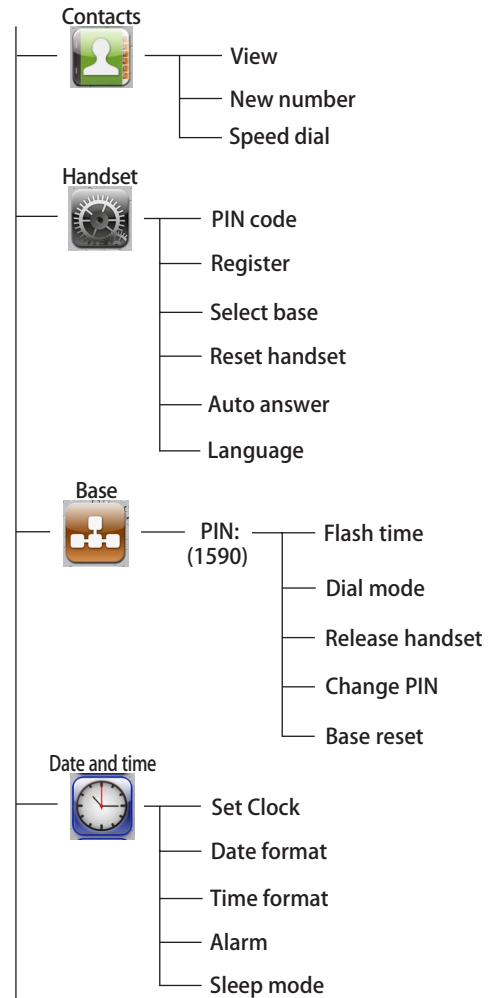 Contacts
View
New number
Speed dial
Handset
PIN code
Register
Select base
Reset handset
Auto answer
Language
Base
PIN:
(1590)
Flash time
Dial mode
Release handset
Change PIN
Base reset
Date and time
Set Clock
Date format
Time format
Alarm
Sleep mode